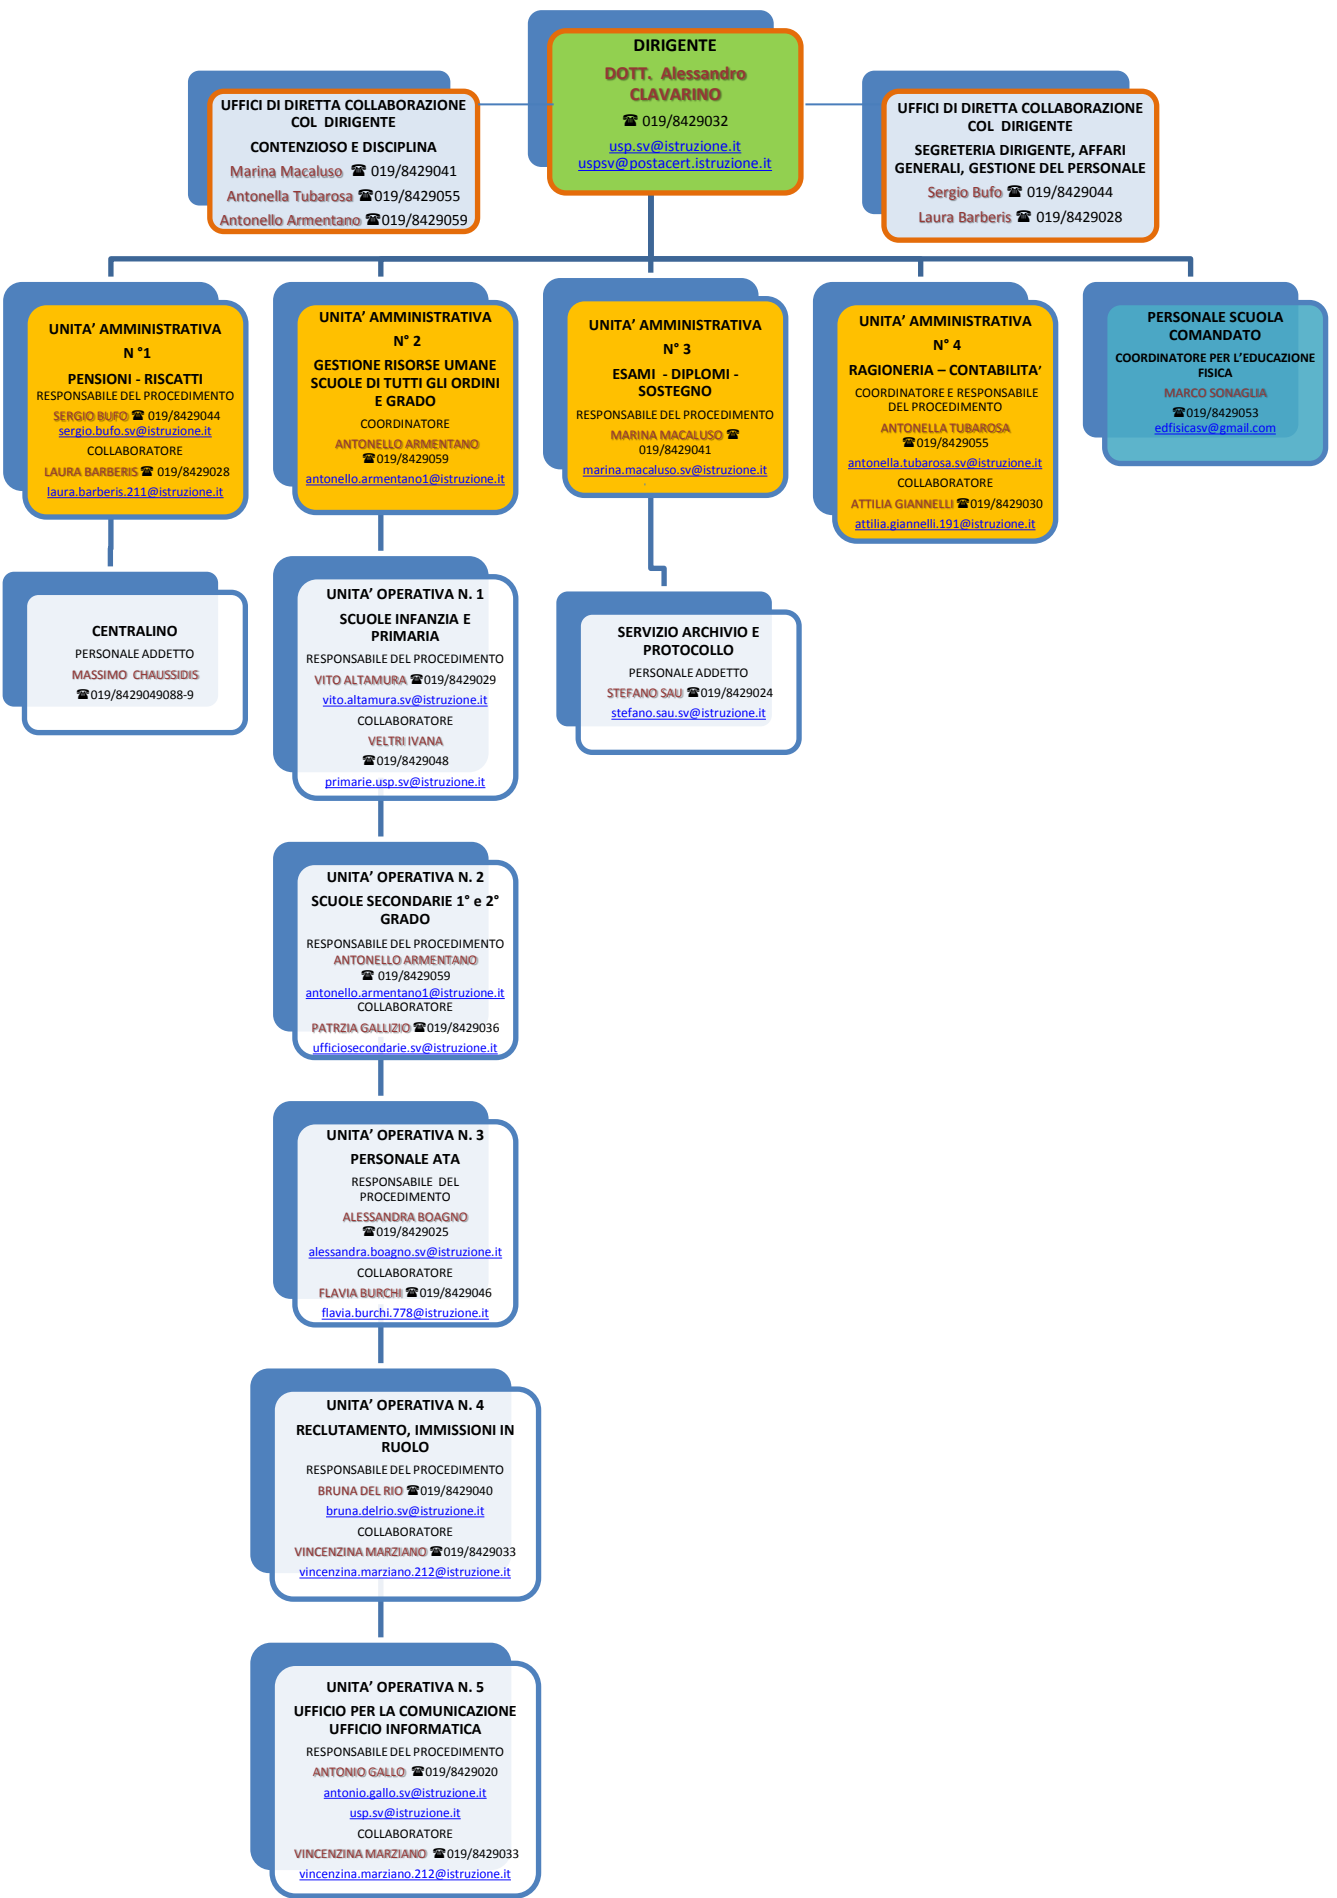 DIRIGENTE
DOTT.  Alessandro
CLAVARINO
☎ 019/8429032
usp.sv@istruzione.it
uspsv@postacert.istruzione.it
UFFICI DI DIRETTA COLLABORAZIONE
COL  DIRIGENTE
CONTENZIOSO E DISCIPLINA
Marina Macaluso  ☎ 019/8429041
Antonella Tubarosa ☎019/8429055
Antonello Armentano ☎019/8429059
UFFICI DI DIRETTA COLLABORAZIONE
COL  DIRIGENTE
SEGRETERIA DIRIGENTE, AFFARI
GENERALI, GESTIONE DEL PERSONALE
Sergio Bufo ☎ 019/8429044
Laura Barberis ☎ 019/8429028
UNITA’ AMMINISTRATIVA
N °1
PENSIONI - RISCATTI
RESPONSABILE DEL PROCEDIMENTO
SERGIO BUFO ☎ 019/8429044
sergio.bufo.sv@istruzione.it
COLLABORATORE
LAURA BARBERIS ☎ 019/8429028
laura.barberis.211@istruzione.it
CENTRALINO
PERSONALE ADDETTO
MASSIMO  CHAUSSIDIS
☎019/8429049088-9
UNITA’ AMMINISTRATIVA
N° 2
GESTIONE RISORSE UMANE
SCUOLE DI TUTTI GLI ORDINI
E GRADO
COORDINATORE
ANTONELLO ARMENTANO
☎019/8429059
antonello.armentano1@istruzione.it
UNITA’ OPERATIVA N. 1
SCUOLE INFANZIA E
PRIMARIA
RESPONSABILE DEL PROCEDIMENTO
VITO ALTAMURA ☎019/8429029
vito.altamura.sv@istruzione.it
COLLABORATORE
VELTRI IVANA
☎019/8429048
primarie.usp.sv@istruzione.it
UNITA’ OPERATIVA N. 2
SCUOLE SECONDARIE 1° e 2°
GRADO
RESPONSABILE DEL PROCEDIMENTO
ANTONELLO ARMENTANO
☎ 019/8429059
antonello.armentano1@istruzione.it
COLLABORATORE
PATRZIA GALLIZIO ☎019/8429036
ufficiosecondarie.sv@istruzione.it
UNITA’ OPERATIVA N. 3
PERSONALE ATA
RESPONSABILE  DEL
PROCEDIMENTO
ALESSANDRA BOAGNO
☎019/8429025
alessandra.boagno.sv@istruzione.it
COLLABORATORE
FLAVIA BURCHI ☎019/8429046
flavia.burchi.778@istruzione.it
UNITA’ OPERATIVA N. 4
RECLUTAMENTO, IMMISSIONI IN
RUOLO
RESPONSABILE DEL PROCEDIMENTO
BRUNA DEL RIO ☎019/8429040
bruna.delrio.sv@istruzione.it
COLLABORATORE
VINCENZINA MARZIANO ☎019/8429033
vincenzina.marziano.212@istruzione.it
UNITA’ OPERATIVA N. 5
UFFICIO PER LA COMUNICAZIONE
UFFICIO INFORMATICA
RESPONSABILE DEL PROCEDIMENTO
ANTONIO GALLO  ☎019/8429020
antonio.gallo.sv@istruzione.it
usp.sv@istruzione.it
COLLABORATORE
VINCENZINA MARZIANO  ☎019/8429033
vincenzina.marziano.212@istruzione.it
UNITA’ AMMINISTRATIVA
N° 3
ESAMI  - DIPLOMI -
SOSTEGNO
RESPONSABILE DEL PROCEDIMENTO
MARINA MACALUSO ☎
019/8429041
marina.macaluso.sv@istruzione.it
SERVIZIO ARCHIVIO E
PROTOCOLLO
PERSONALE ADDETTO
STEFANO SAU ☎019/8429024
stefano.sau.sv@istruzione.it
UNITA’ AMMINISTRATIVA
N° 4
RAGIONERIA – CONTABILITA’
COORDINATORE E RESPONSABILE
DEL PROCEDIMENTO
ANTONELLA TUBAROSA
☎019/8429055
antonella.tubarosa.sv@istruzione.it
COLLABORATORE
ATTILIA GIANNELLI ☎019/8429030
attilia.giannelli.191@istruzione.it
PERSONALE SCUOLA
COMANDATO
COORDINATORE PER L’EDUCAZIONE
FISICA
MARCO SONAGLIA
☎019/8429053
edfisicasv@gmail.com